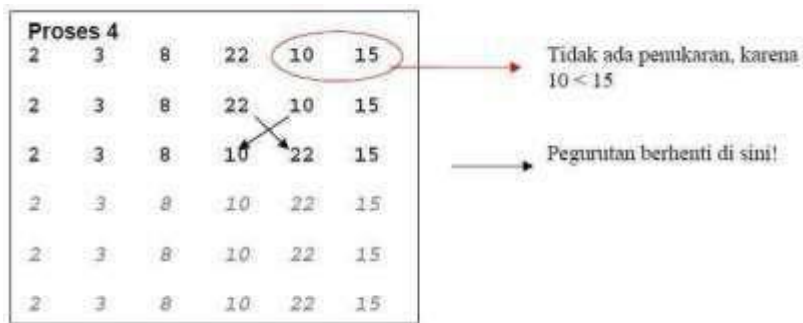 Proses 4
2 3 8 22 10 15
Tidak ada penukaran, karena
10 < 15
2 3 8 22 10 15
2 3 8 10 22 15
Pegurutan berhenti di sini!
2 3 8 10 22 15
2 3 8 10 22 15
2 3 8 10 22 15